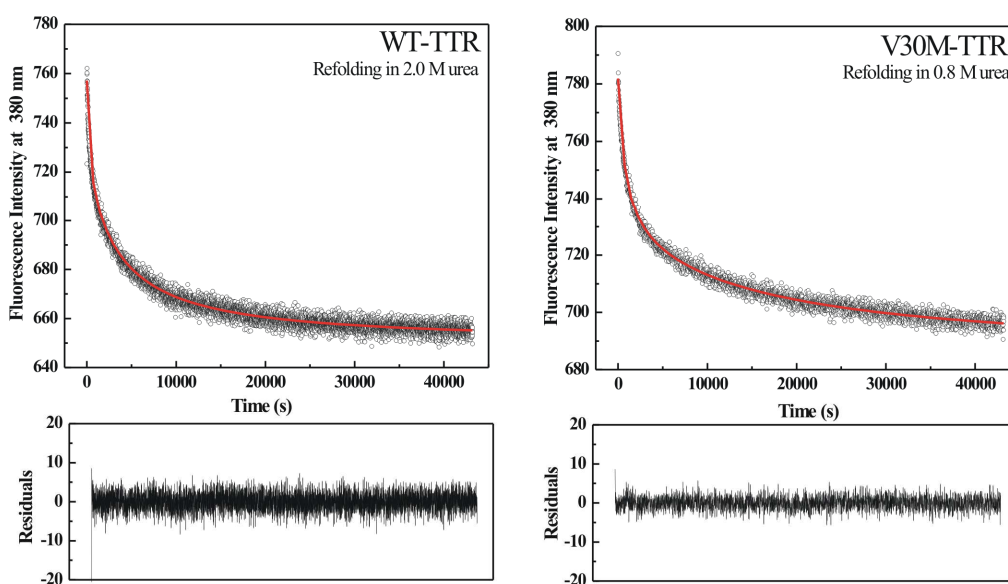 WT-TTR
Refolding in 2.0 M urea
Fluorescence Intensity at 380 nm
780
760
740
720
700
680
660
640
0 10000 20000 30000 40000
Time (s)
V30M-TTR
Refolding in 0.8 M urea
Fluorescence Intensity at 380 nm
800
780
760
740
720
700
680
0 10000 20000 30000 40000
Time (s)
Residuals
20
10
0
-10
-20
Residuals
20
10
0
-10
-20